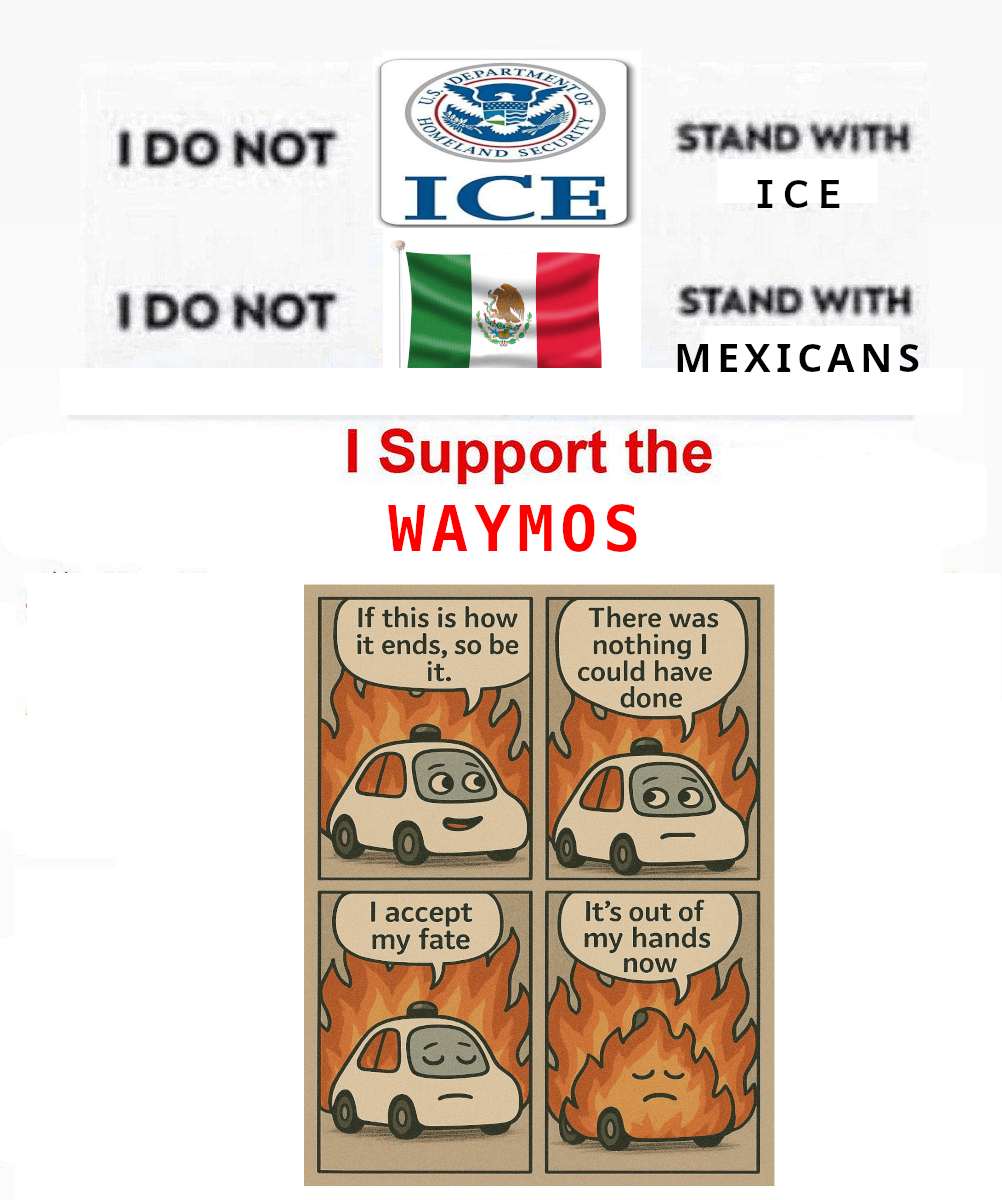 I DO NOT
U.S. DEPARTMENT OF HOMELAND SECURITY
ICE
STAND WITH
ICE
I DO NOT
STAND WITH
MEXICANS
I Support the
WAYMOS
If this is how
it ends, so be
it.
There was
nothing I
could have
done
I accept
my fate
It's out of
my hands
now